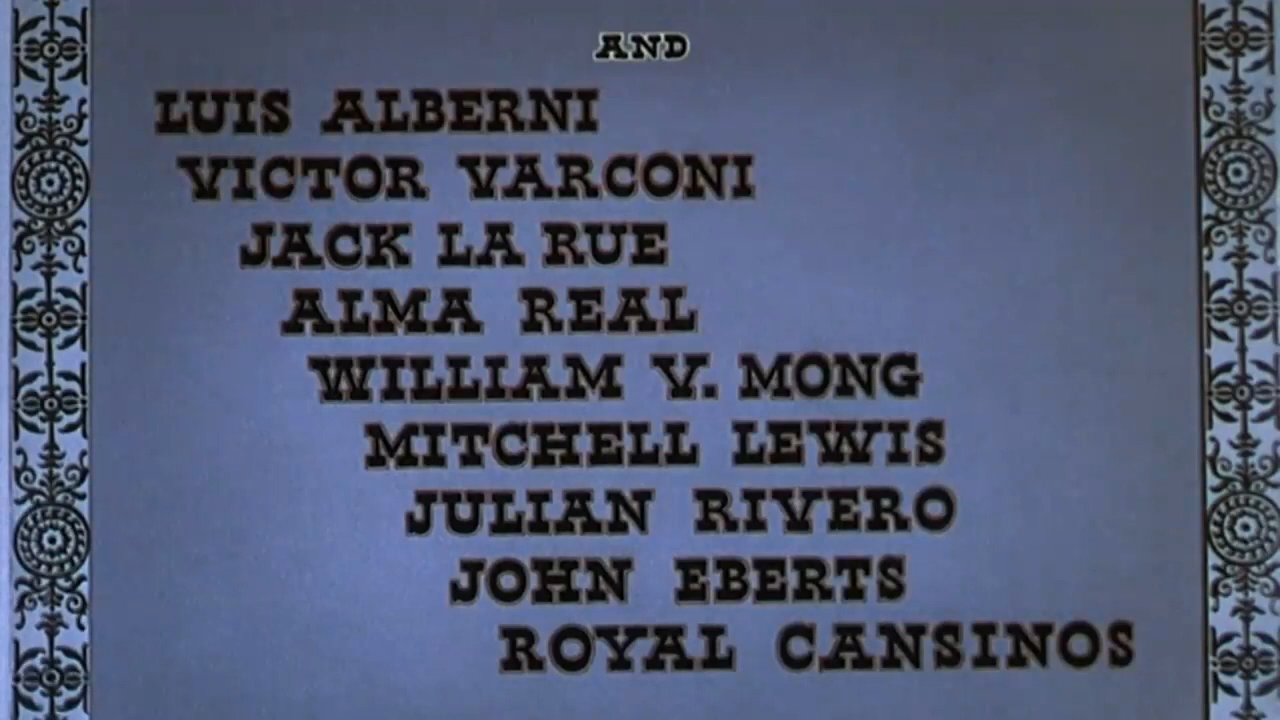 AND
LUIS ALBERNI
VICTOR VARCONI
JACK LA RUE
ALMA REAL
WILLIAM V. MONG
MITCHELL LEWIS
JULIAN RIVERO
JOHN EBERTS
ROYAL CANSINOS